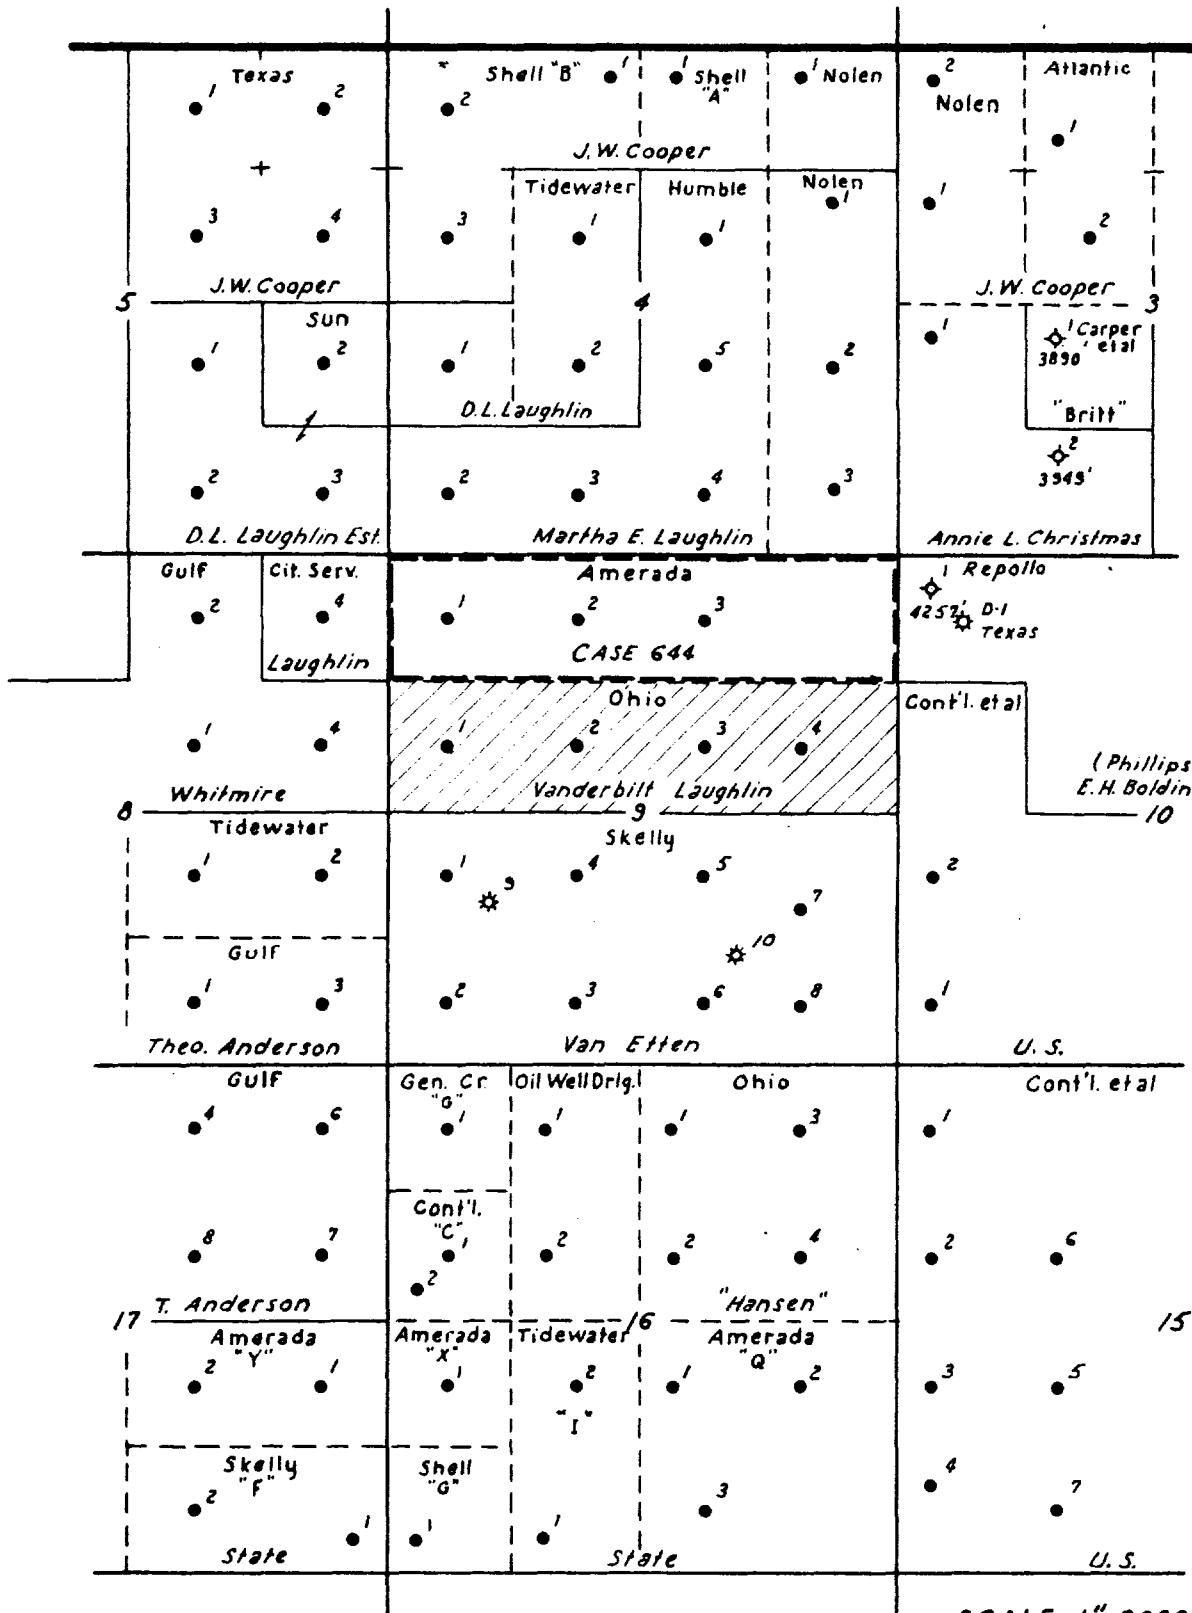 Texas Shell "B" 1 1 Shell "A" 1 Nolen 2 Nolen Atlantic
1 2 2 1
J.W. Cooper
Tidewater Humble Nolen
1 1 2
3 4 3 1 1
J.W. Cooper J.W. Cooper
5 4 3
Sun 1 Carper et al
1 2 1 2 5 2 1 3890'
D.L. Laughlin "Britt"
2 3949'
2 3 2 3 4 3
D.L. Laughlin Est. Martha E. Laughlin Annie L. Christmas
Gulf Cit. Serv. Amerada 1 Repollo
2 4 1 2 3 4257' D-1 Texas
Laughlin CASE 644
Ohio Cont'l. et al
1 4 1 2 3 4
(Phillips
Whitmire Vanderbilt Laughlin E.H. Boldin
8 9 10
Tidewater Skelly
1 2 1 4 5 2
9 7
Gulf 10
1 3 2 3 6 8 1
Theo. Anderson Van Etten U.S.
Gulf Gen. Cr. "G" Oil Well Drlg. Ohio Cont'l. et al
4 6 1 1 1 3 1
Cont'l. "C"
8 7 1 2 2 4 2 6
2
T. Anderson "Hansen"
17 16 15
Amerada "Y" Amerada "X" Tidewater Amerada "Q"
2 1 1 2 1 2 3 5
"I"
Skelly "F" Shell "G"
2 3 4 7
1 1 1
State State U.S.